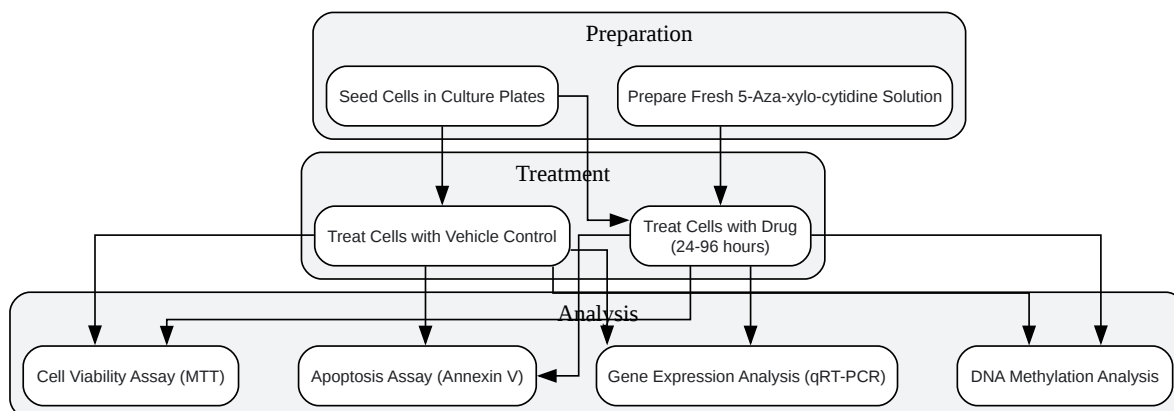 Preparation
Seed Cells in Culture Plates
Prepare Fresh 5-Aza-xylo-cytidine Solution
Treatment
Treat Cells with Vehicle Control
Treat Cells with Drug
(24-96 hours)
Analysis
Cell Viability Assay (MTT)
Apoptosis Assay (Annexin V)
Gene Expression Analysis (qRT-PCR)
DNA Methylation Analysis